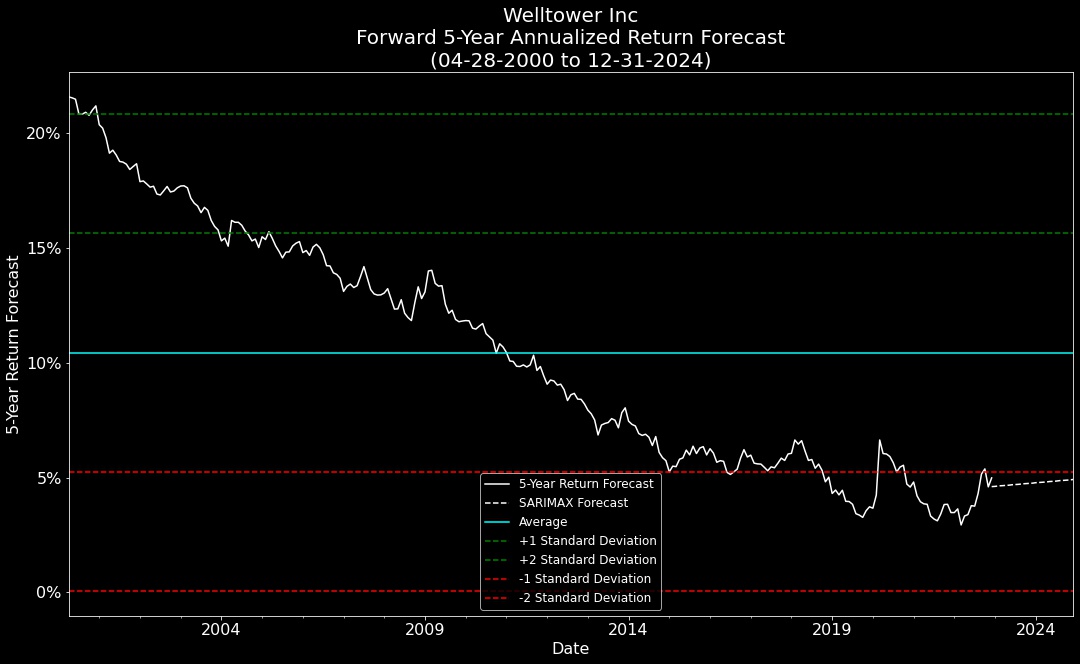 Welltower Inc
Forward 5-Year Annualized Return Forecast
(04-28-2000 to 12-31-2024)
5-Year Return Forecast
20%
15%
10%
5%
0%
5-Year Return Forecast
SARIMAX Forecast
Average
+1 Standard Deviation
+2 Standard Deviation
-1 Standard Deviation
-2 Standard Deviation
2004 2009 2014 2019 2024
Date